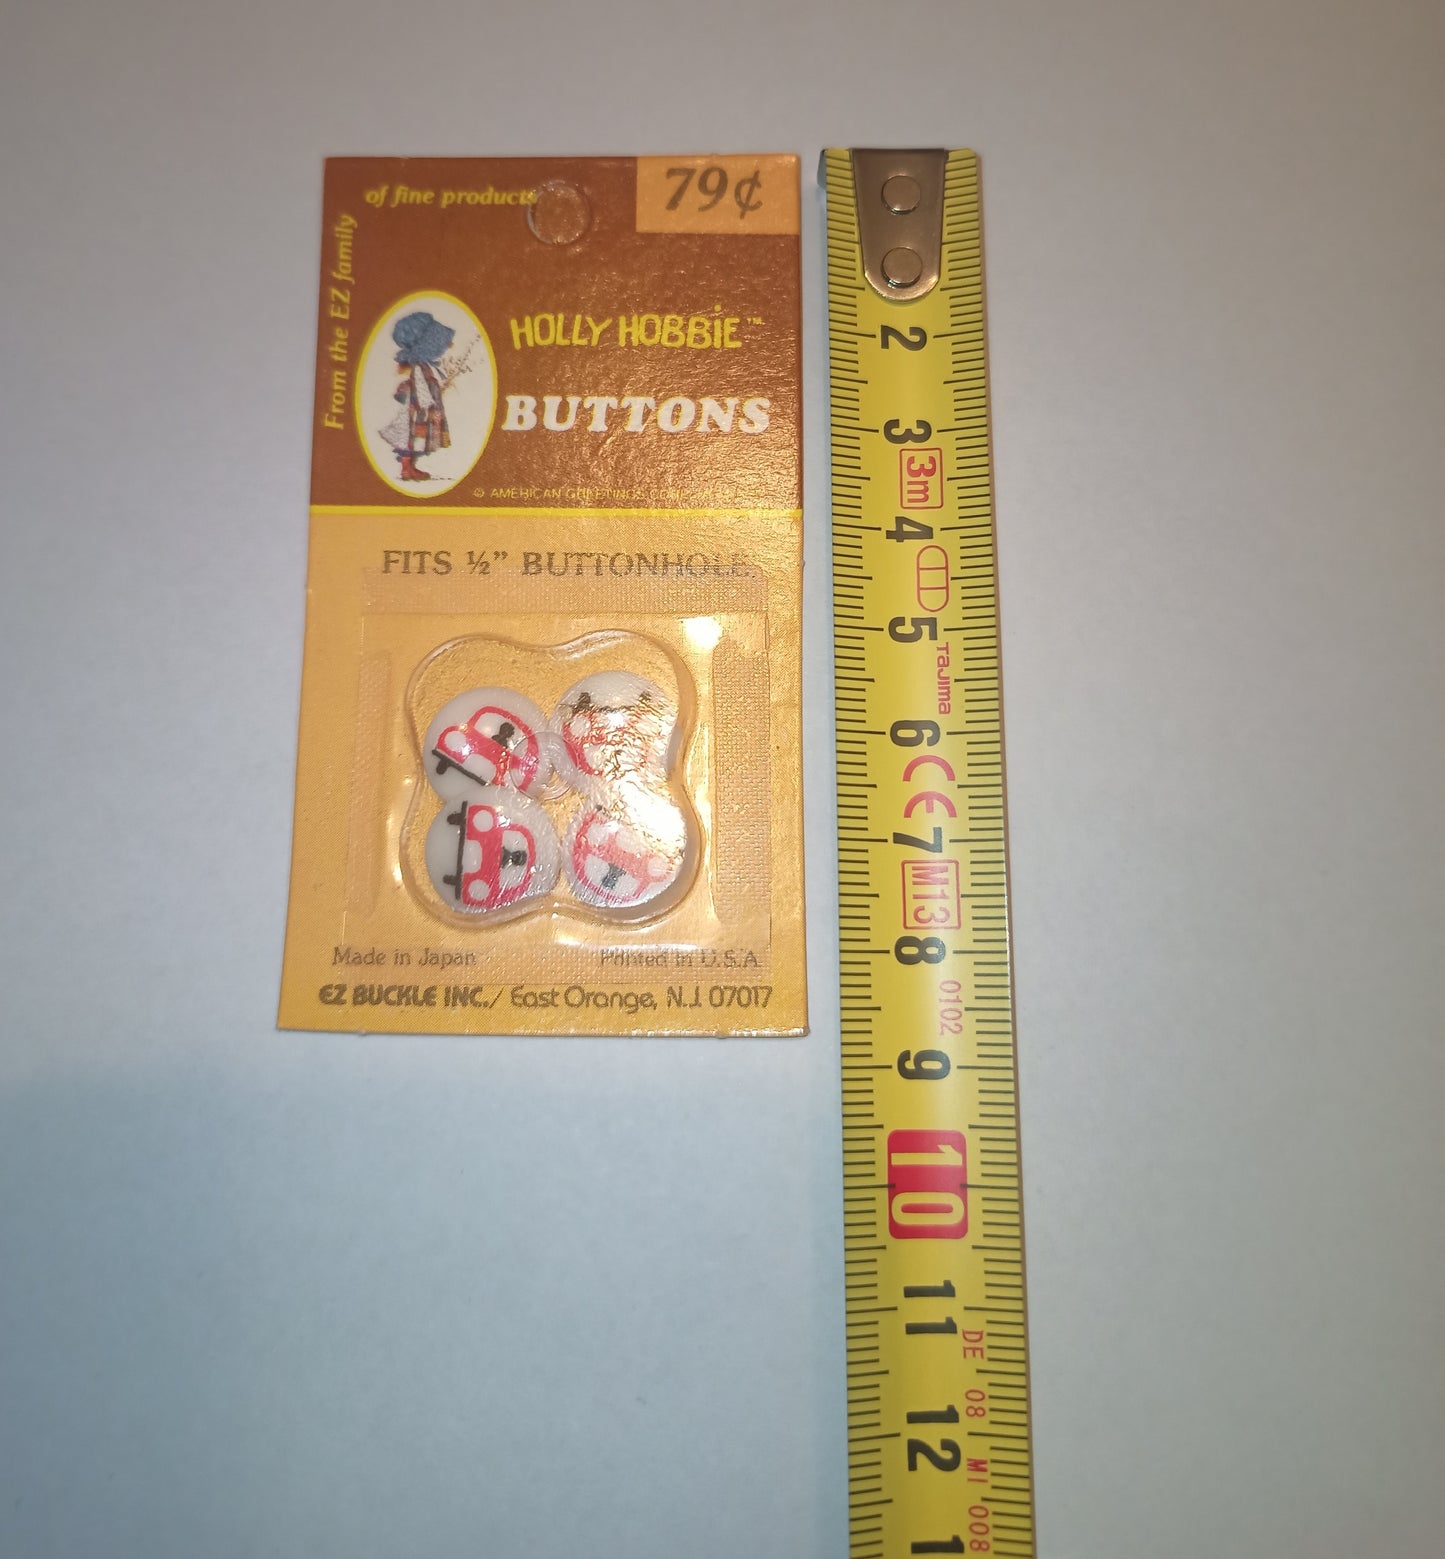 of fine products
79¢
From the EZ family
HOLLY HOBBIE™
BUTTONS
© AMERICAN GREETINGS
FITS ½” BUTTONHOLE.
Made in Japan
Printed in U.S.A.
EZ BUCKLE INC./ East Orange, N.J. 07017
2
3
3m
4
5
TaJIma
6
CE
7
M13
8
0102
9
10
11
DE 08 MI 008
12
1